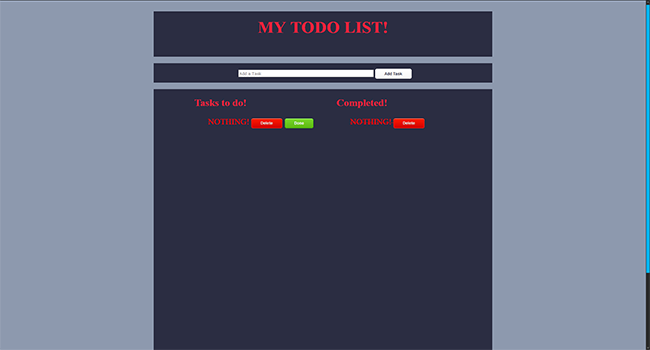 MY TODO LIST!
Add a Task
Add Task
Tasks to do!
Completed!
NOTHING! Delete Done
NOTHING! Delete